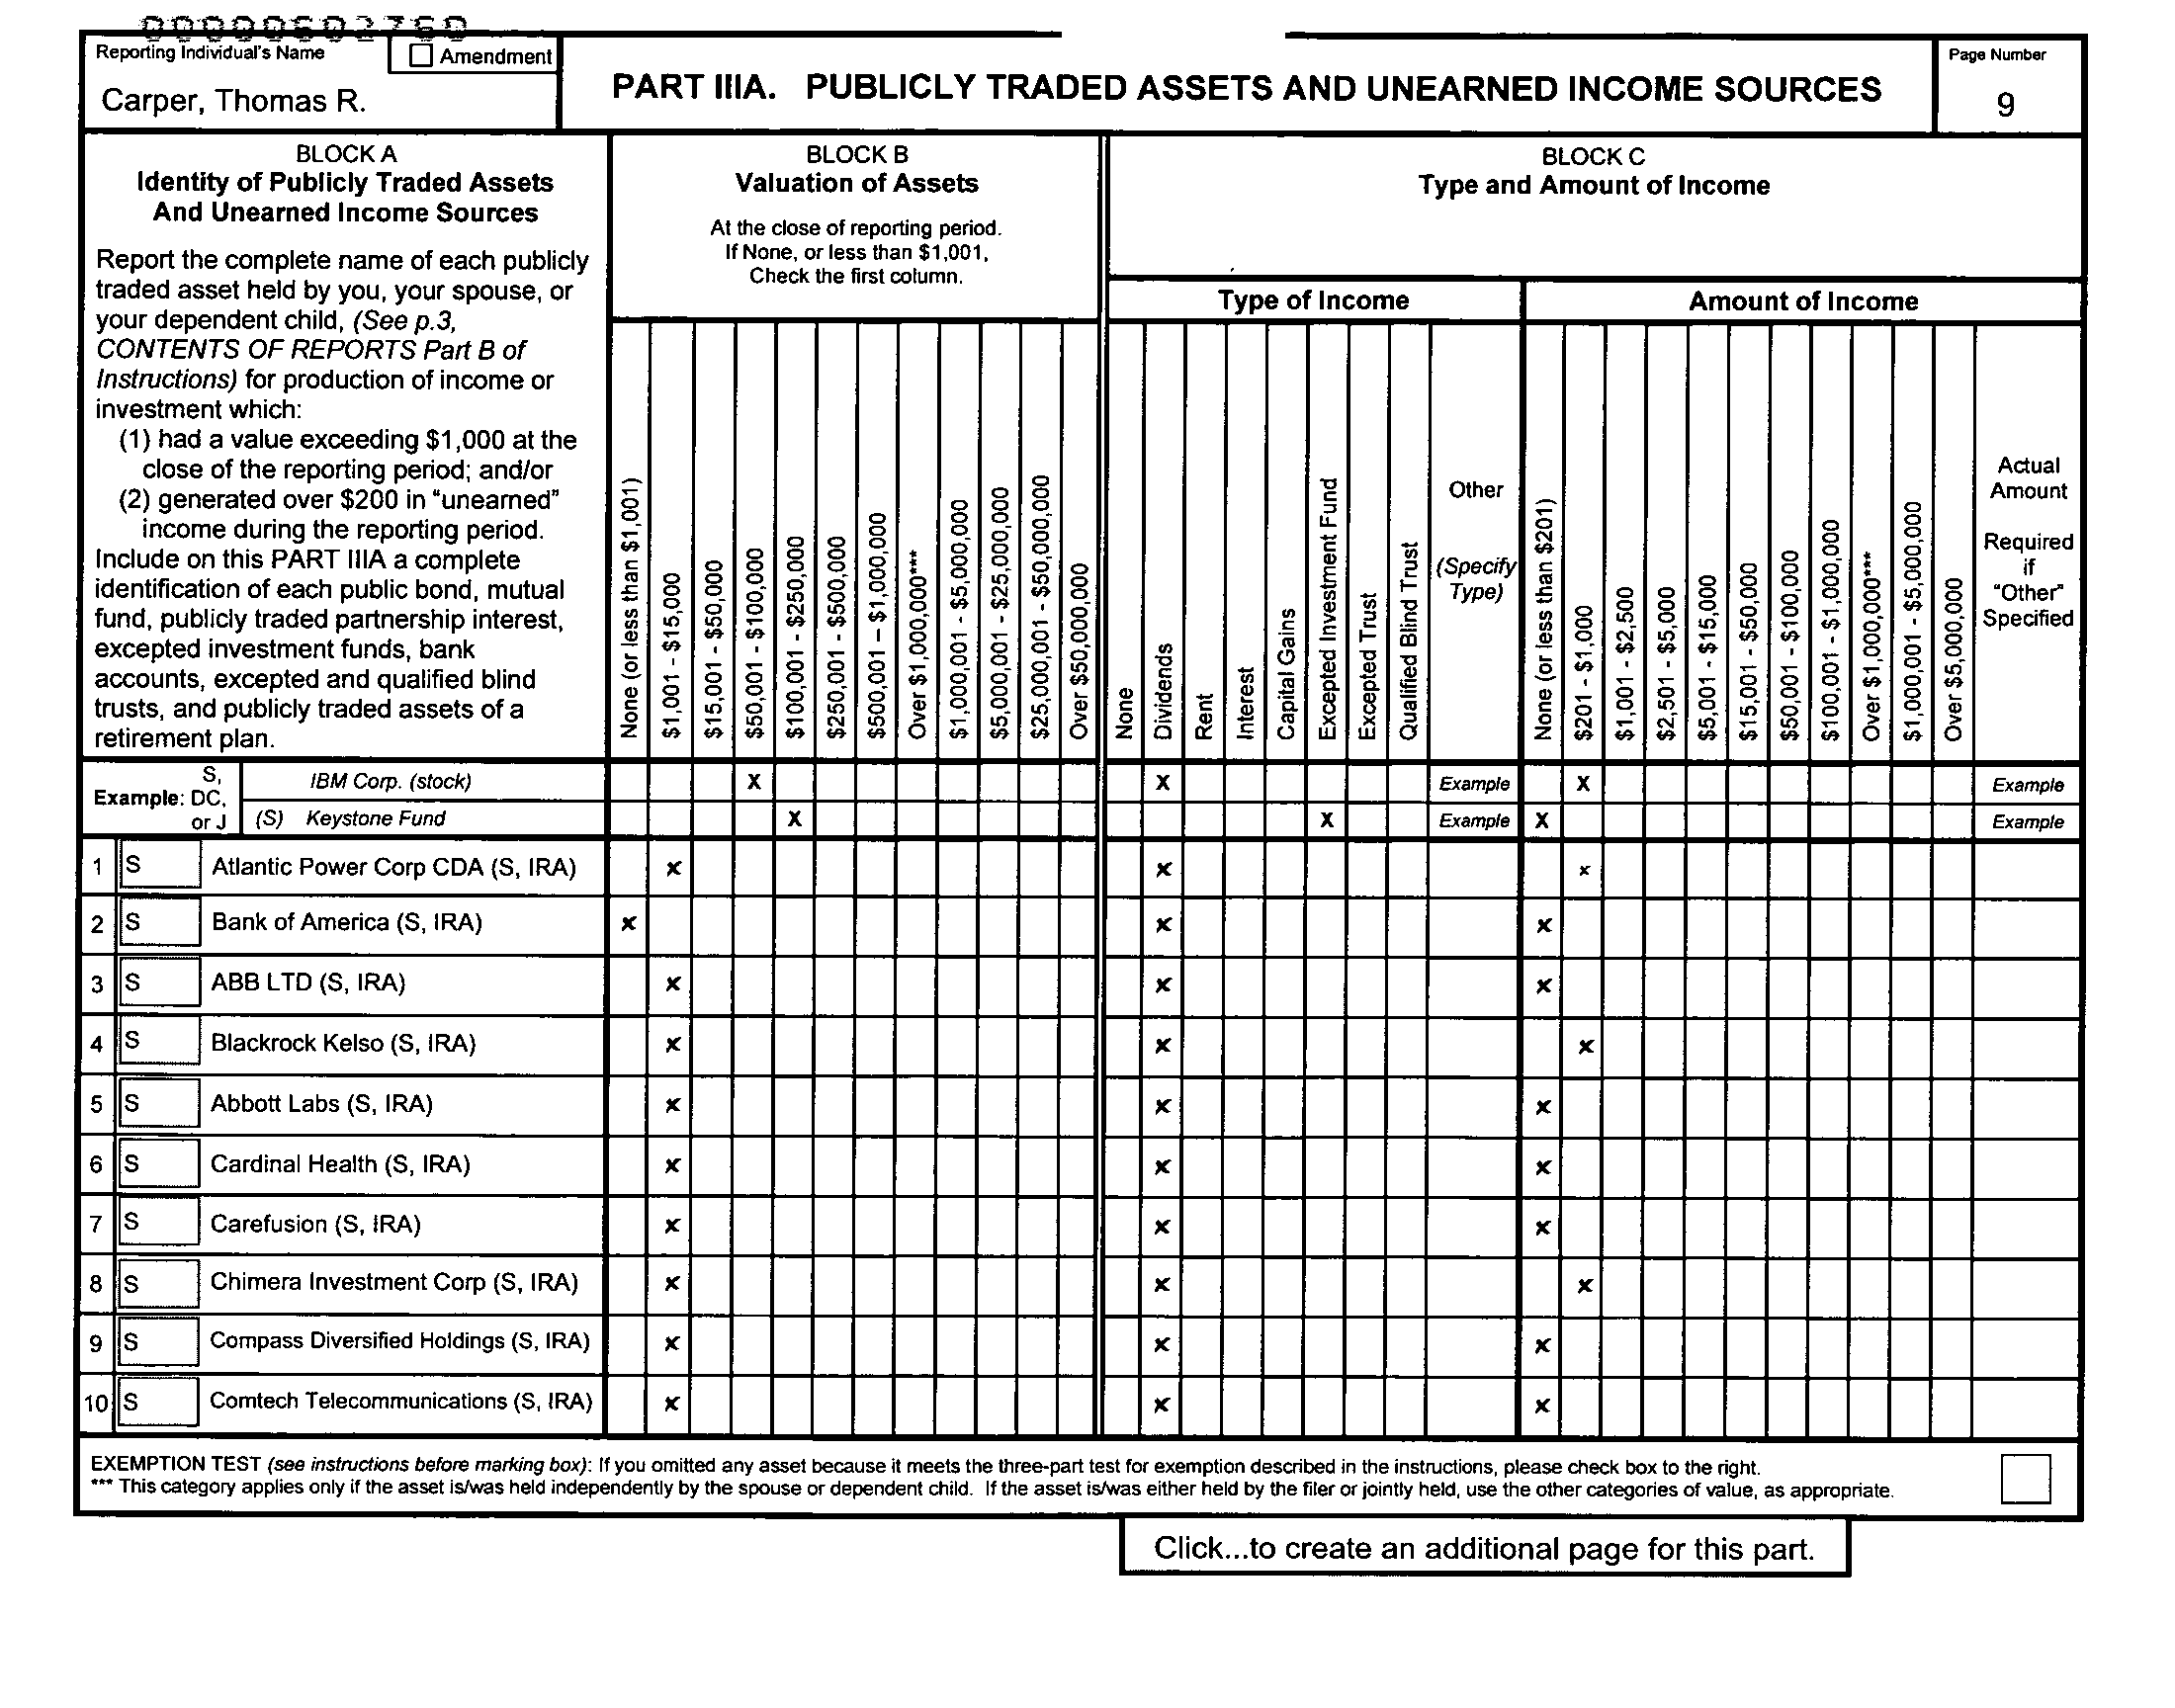 Reporting Individual's Name
Amendment
Carper, Thomas R.
PART IIIA. PUBLICLY TRADED ASSETS AND UNEARNED INCOME SOURCES
Page Number
9
BLOCK A
Identity of Publicly Traded Assets
And Unearned Income Sources
Report the complete name of each publicly
traded asset held by you, your spouse, or
your dependent child, (See p.3,
CONTENTS OF REPORTS Part B of
Instructions) for production of income or
investment which:
(1) had a value exceeding $1,000 at the
close of the reporting period; and/or
(2) generated over $200 in "unearned"
income during the reporting period.
Include on this PART IIIA a complete
identification of each public bond, mutual
fund, publicly traded partnership interest,
excepted investment funds, bank
accounts, excepted and qualified blind
trusts, and publicly traded assets of a
retirement plan.
BLOCK B
Valuation of Assets
At the close of reporting period.
If None, or less than $1,001,
Check the first column.
None (or less than $1,001)
$1,001 - $15,000
$15,001 - $50,000
$50,001 - $100,000
$100,001 - $250,000
$250,001 - $500,000
$500,001 – $1,000,000
Over $1,000,000***
$1,000,001 - $5,000,000
$5,000,001 - $25,000,000
$25,000,001 - $50,000,000
Over $50,000,000
BLOCK C
Type and Amount of Income
Type of Income
None
Dividends
Rent
Interest
Capital Gains
Excepted Investment Fund
Excepted Trust
Qualified Blind Trust
Other
(Specify
Type)
Amount of Income
None (or less than $201)
$201 - $1,000
$1,001 - $2,500
$2,501 - $5,000
$5,001 - $15,000
$15,001 - $50,000
$50,001 - $100,000
$100,001 - $1,000,000
Over $1,000,000***
$1,000,001 - $5,000,000
Over $5,000,000
Actual
Amount
Required
if
"Other"
Specified
Example: S, DC, or J
IBM Corp. (stock) X X Example X Example
(S) Keystone Fund X X Example X Example
1 S Atlantic Power Corp CDA (S, IRA) x x x
2 S Bank of America (S, IRA) x x x
3 S ABB LTD (S, IRA) x x x
4 S Blackrock Kelso (S, IRA) x x x
5 S Abbott Labs (S, IRA) x x x
6 S Cardinal Health (S, IRA) x x x
7 S Carefusion (S, IRA) x x x
8 S Chimera Investment Corp (S, IRA) x x x
9 S Compass Diversified Holdings (S, IRA) x x x
10 S Comtech Telecommunications (S, IRA) x x x
EXEMPTION TEST (see instructions before marking box): If you omitted any asset because it meets the three-part test for exemption described in the instructions, please check box to the right.
*** This category applies only if the asset is/was held independently by the spouse or dependent child. If the asset is/was either held by the filer or jointly held, use the other categories of value, as appropriate.
Click...to create an additional page for this part.